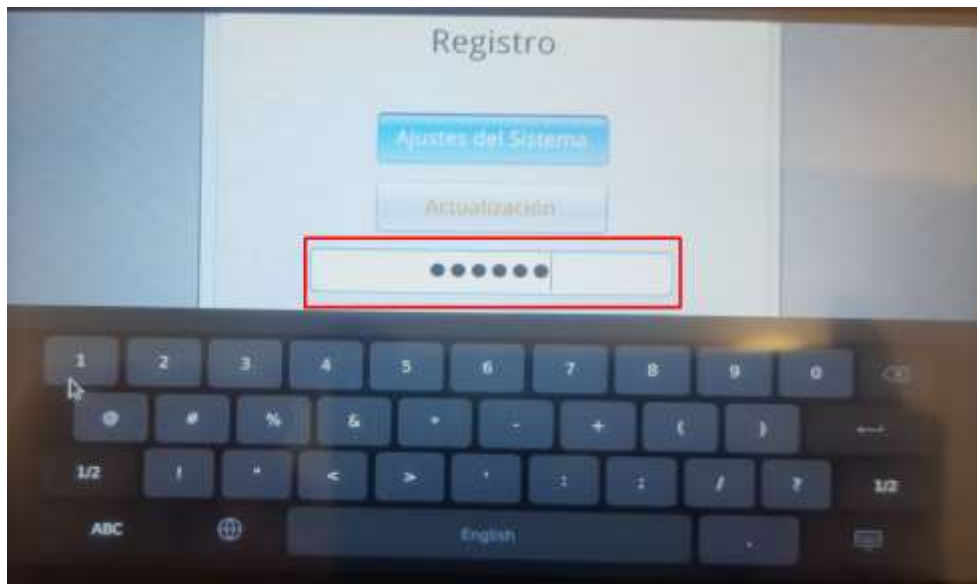 Registro
Ajustes del Sistema
Actualización
●●●●●●
1 2 3 4 5 6 7 8 9 0
@ # % & * - + ( )
1/2 ! " < > ' : ; / ? 1/2
ABC English .